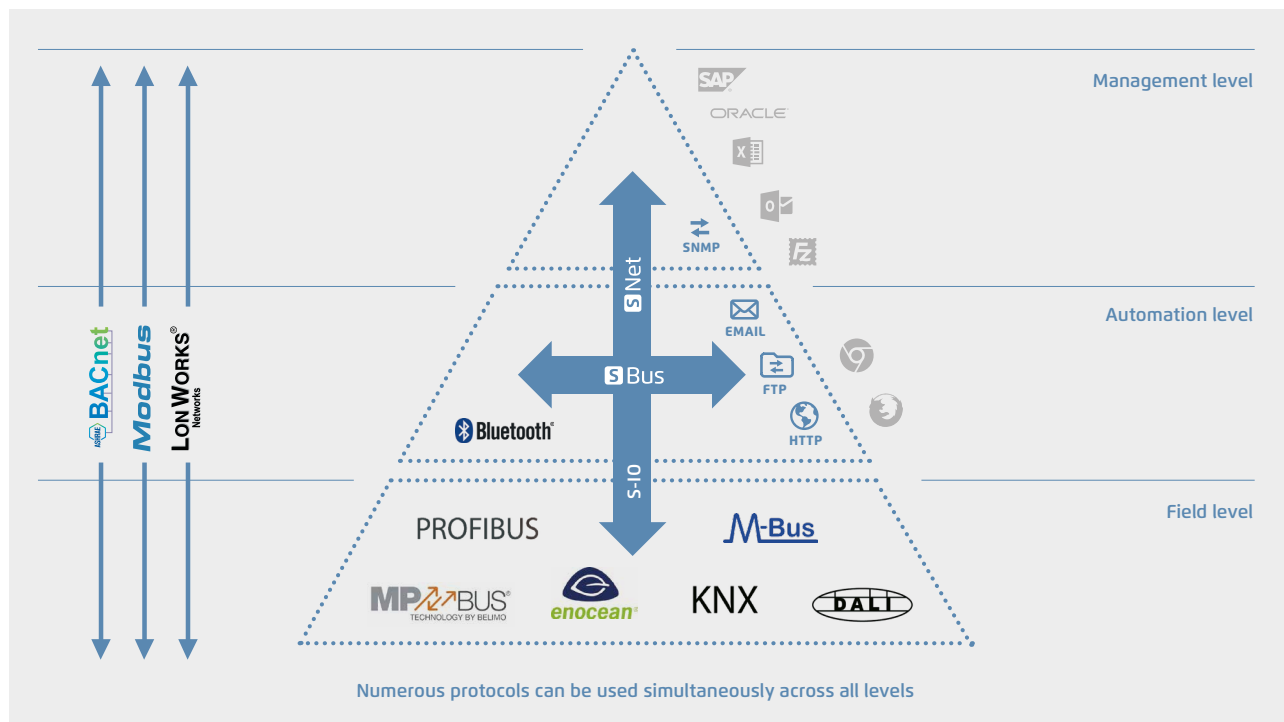 Management level
SAP
ORACLE
SNMP
S Net
Automation level
EMAIL
S Bus
FTP
HTTP
Bluetooth®
ASHRAE BACnet
Modbus
LONWORKS®
Networks
S-IO
Field level
PROFIBUS
M-Bus
MP BUS®
TECHNOLOGY BY BELIMO
enocean®
KNX
DALI
Numerous protocols can be used simultaneously across all levels